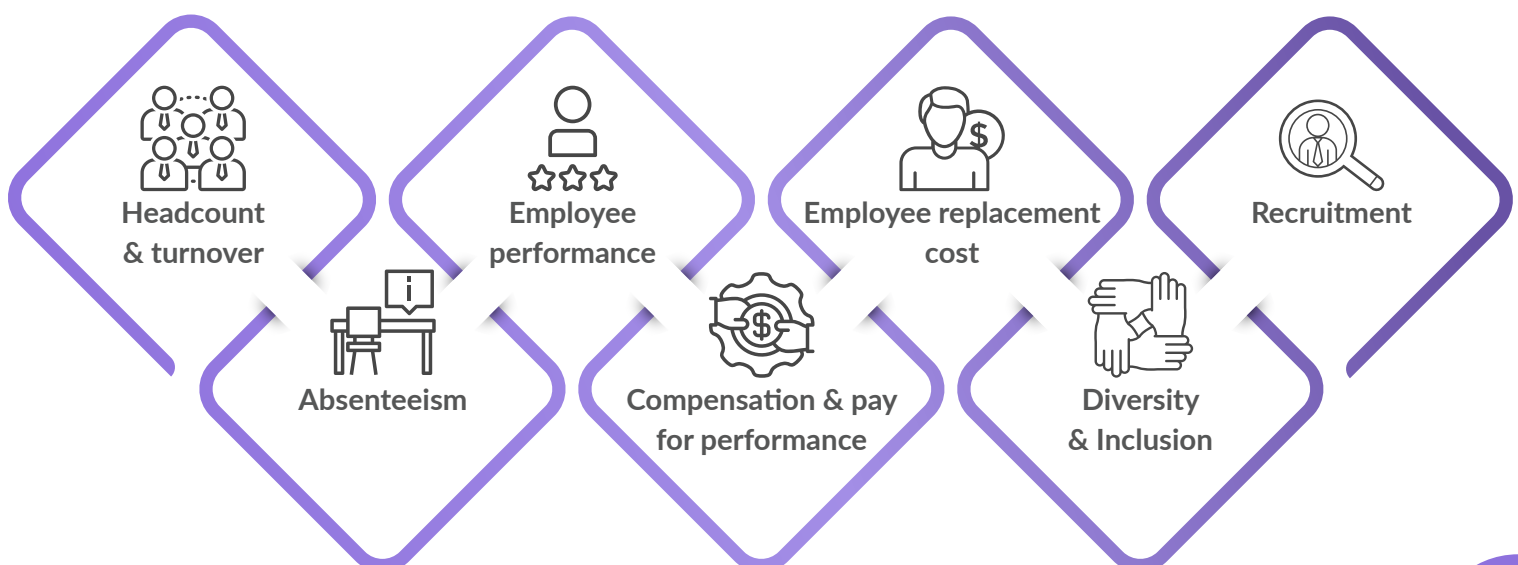 Headcount
& turnover
Absenteeism
Employee
performance
Compensation & pay
for performance
Employee replacement
cost
Diversity
& Inclusion
Recruitment
$
$
i